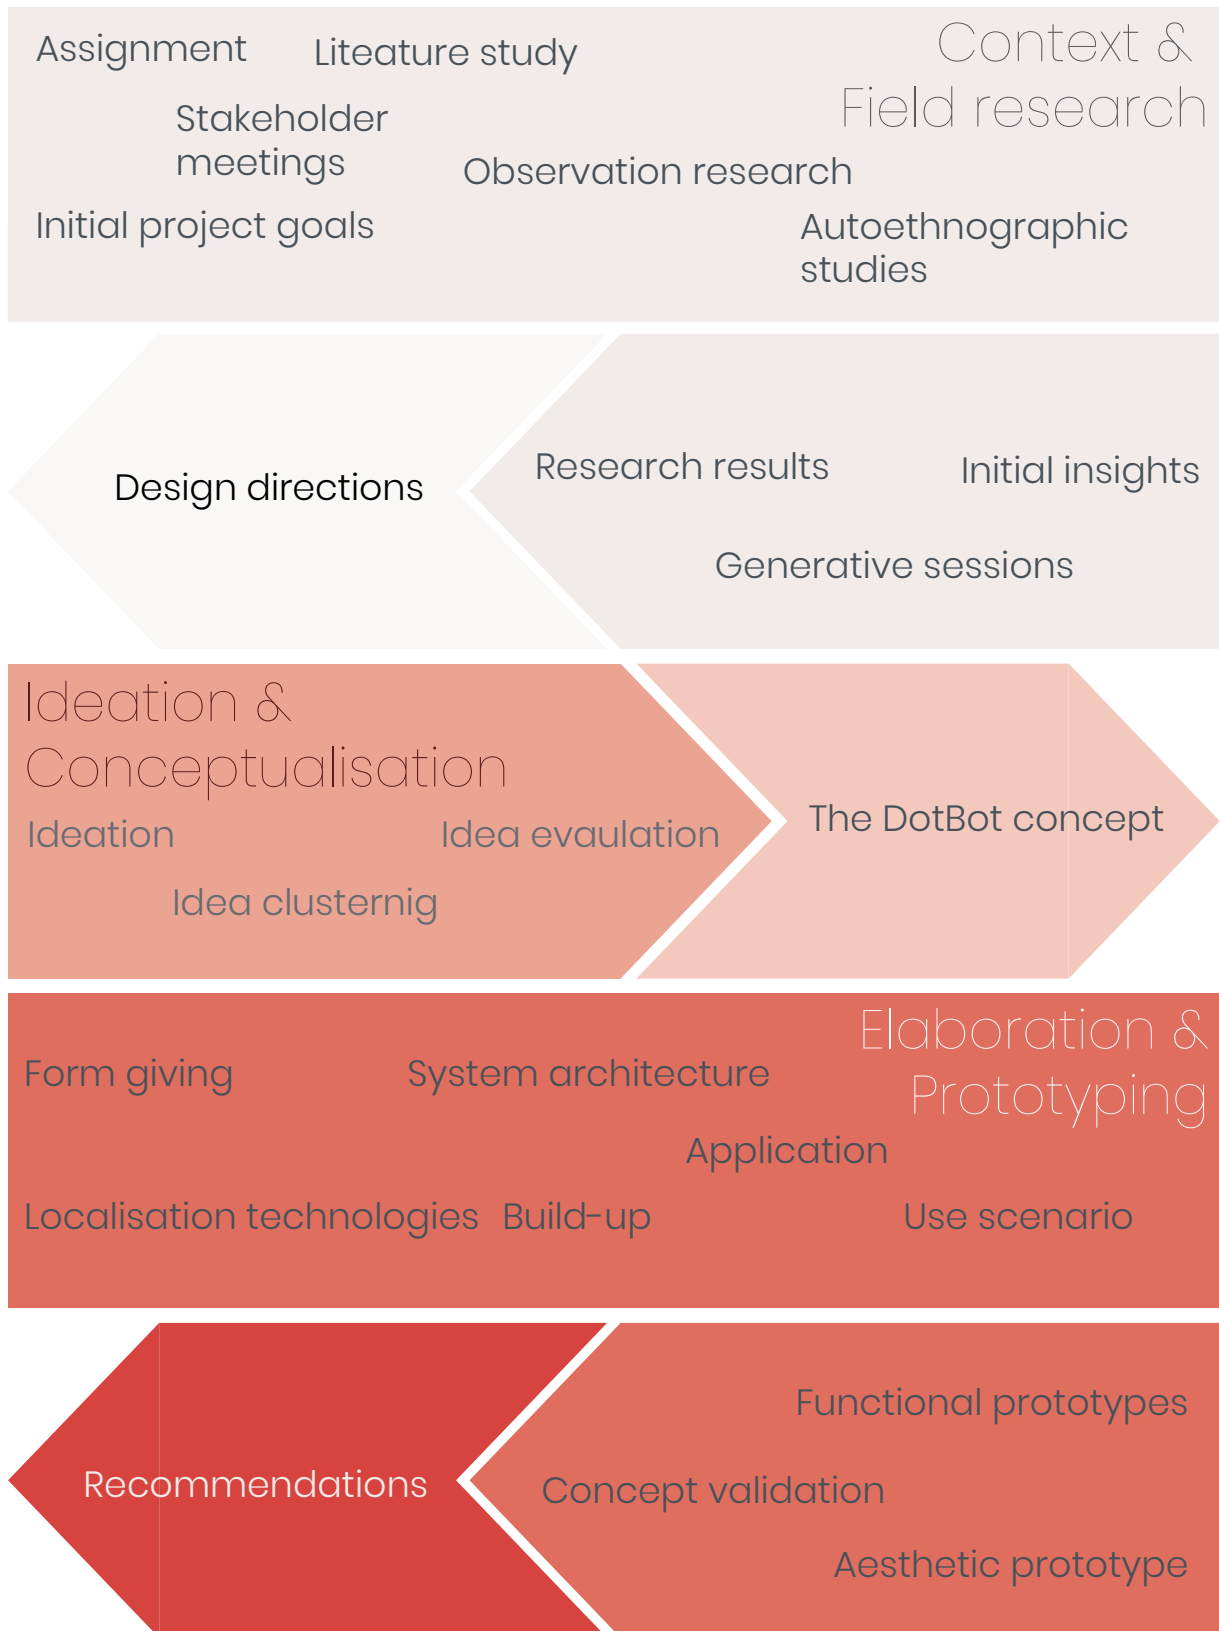 Context &
Field research
Assignment
Liteature study
Stakeholder
meetings
Observation research
Initial project goals
Autoethnographic
studies
Design directions
Research results
Initial insights
Generative sessions
Ideation &
Conceptualisation
Ideation
Idea evaulation
Idea clusternig
The DotBot concept
Elaboration &
Prototyping
Form giving
System architecture
Application
Localisation technologies
Build-up
Use scenario
Functional prototypes
Concept validation
Aesthetic prototype
Recommendations